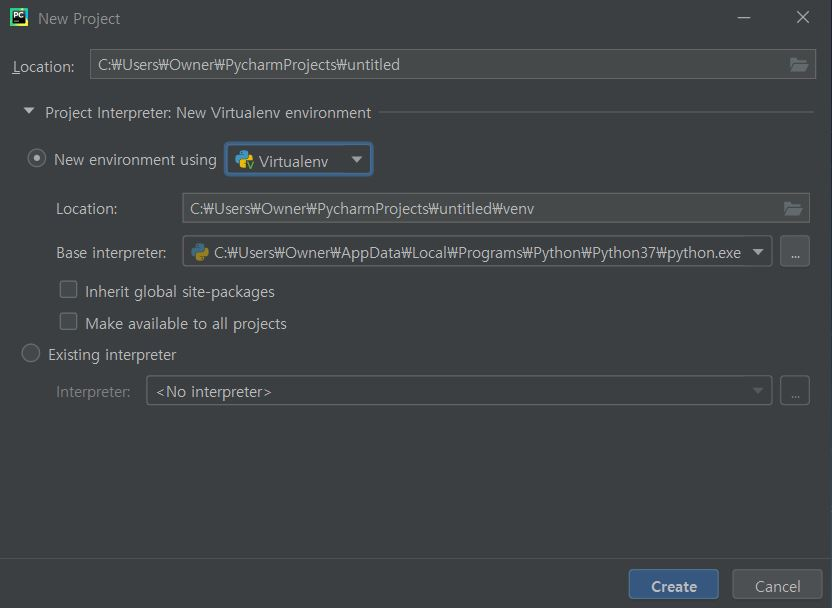 PC New Project
Location: C:₩Users₩Owner₩PycharmProjects₩untitled
Project Interpreter: New Virtualenv environment
New environment using Virtualenv
Location: C:₩Users₩Owner₩PycharmProjects₩untitled₩venv
Base interpreter: C:₩Users₩Owner₩AppData₩Local₩Programs₩Python₩Python37₩python.exe ...
Inherit global site-packages
Make available to all projects
Existing interpreter
Interpreter: <No interpreter> ...
Create Cancel